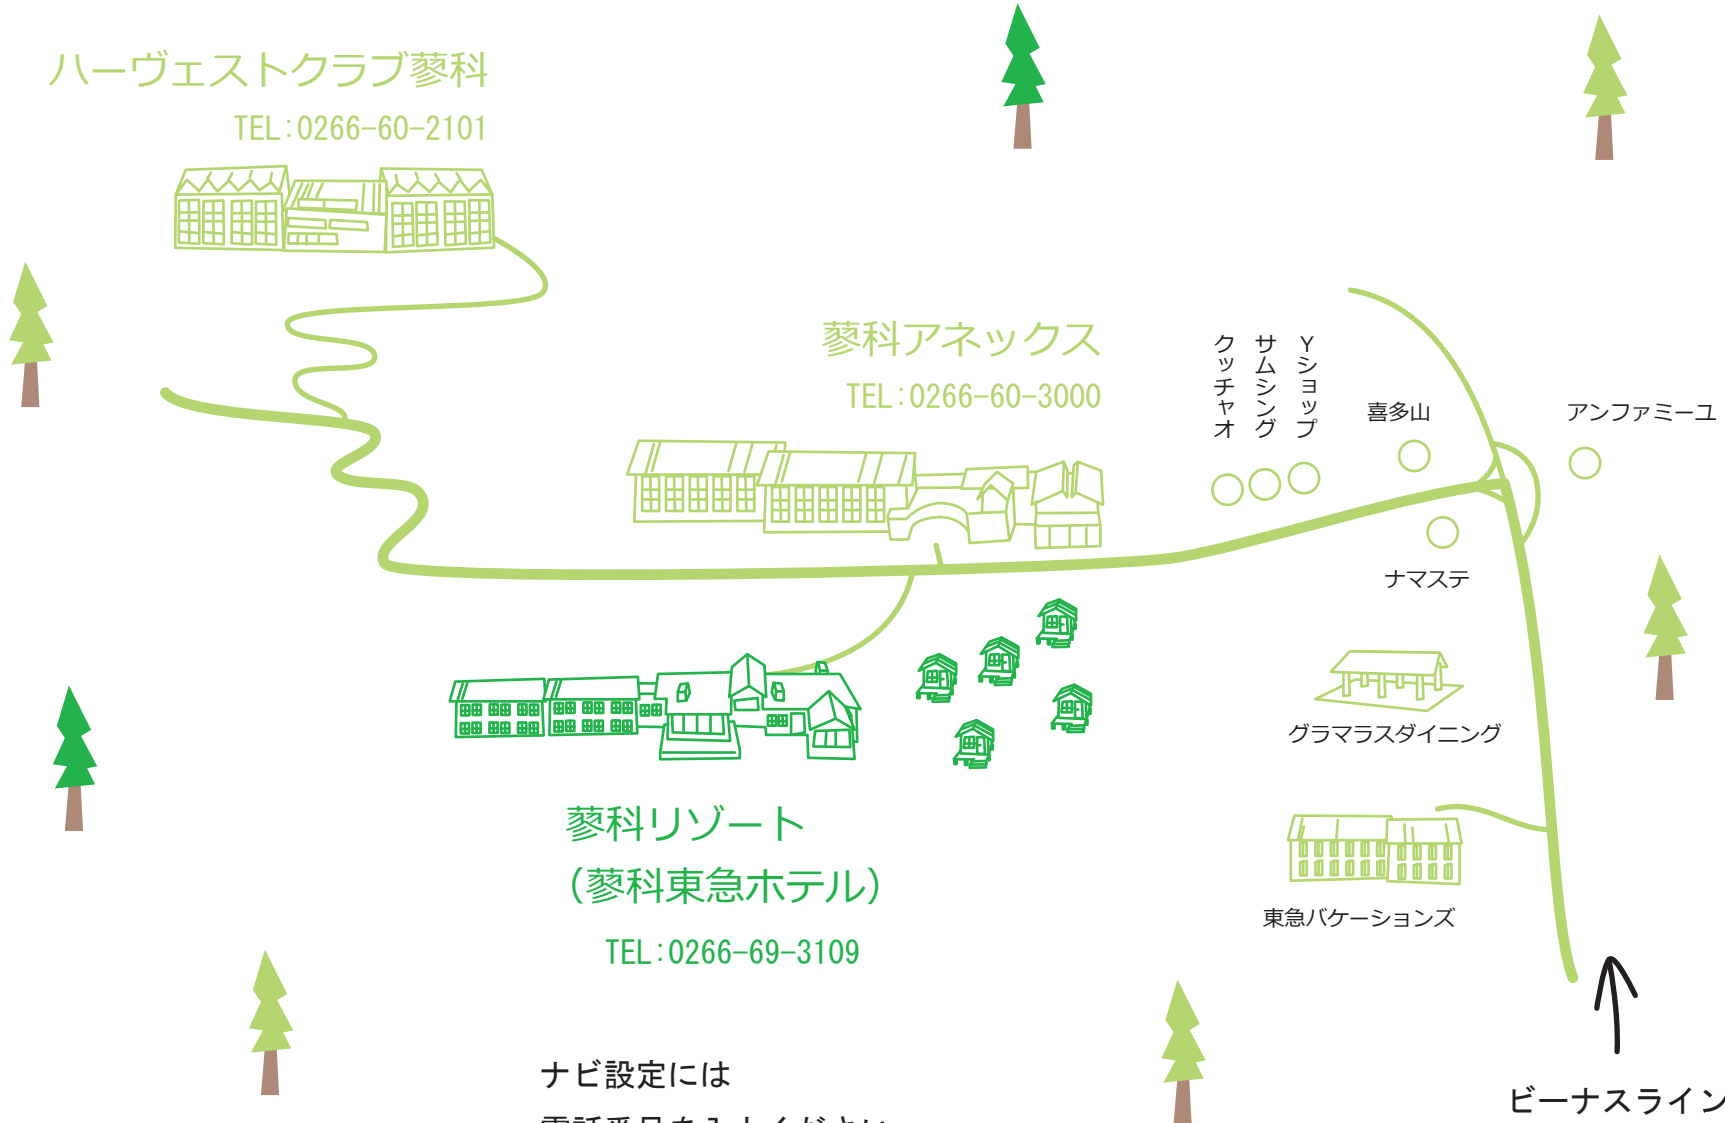 ハーヴェストクラブ蓼科
TEL:0266-60-2101
蓼科アネックス
TEL:0266-60-3000
クッチャオ
サムシング
Yショップ
喜多山
アンファミーユ
ナマステ
グラマラスダイニング
東急バケーションズ
蓼科リゾート
(蓼科東急ホテル)
TEL:0266-69-3109
ナビ設定には
ビーナスライン